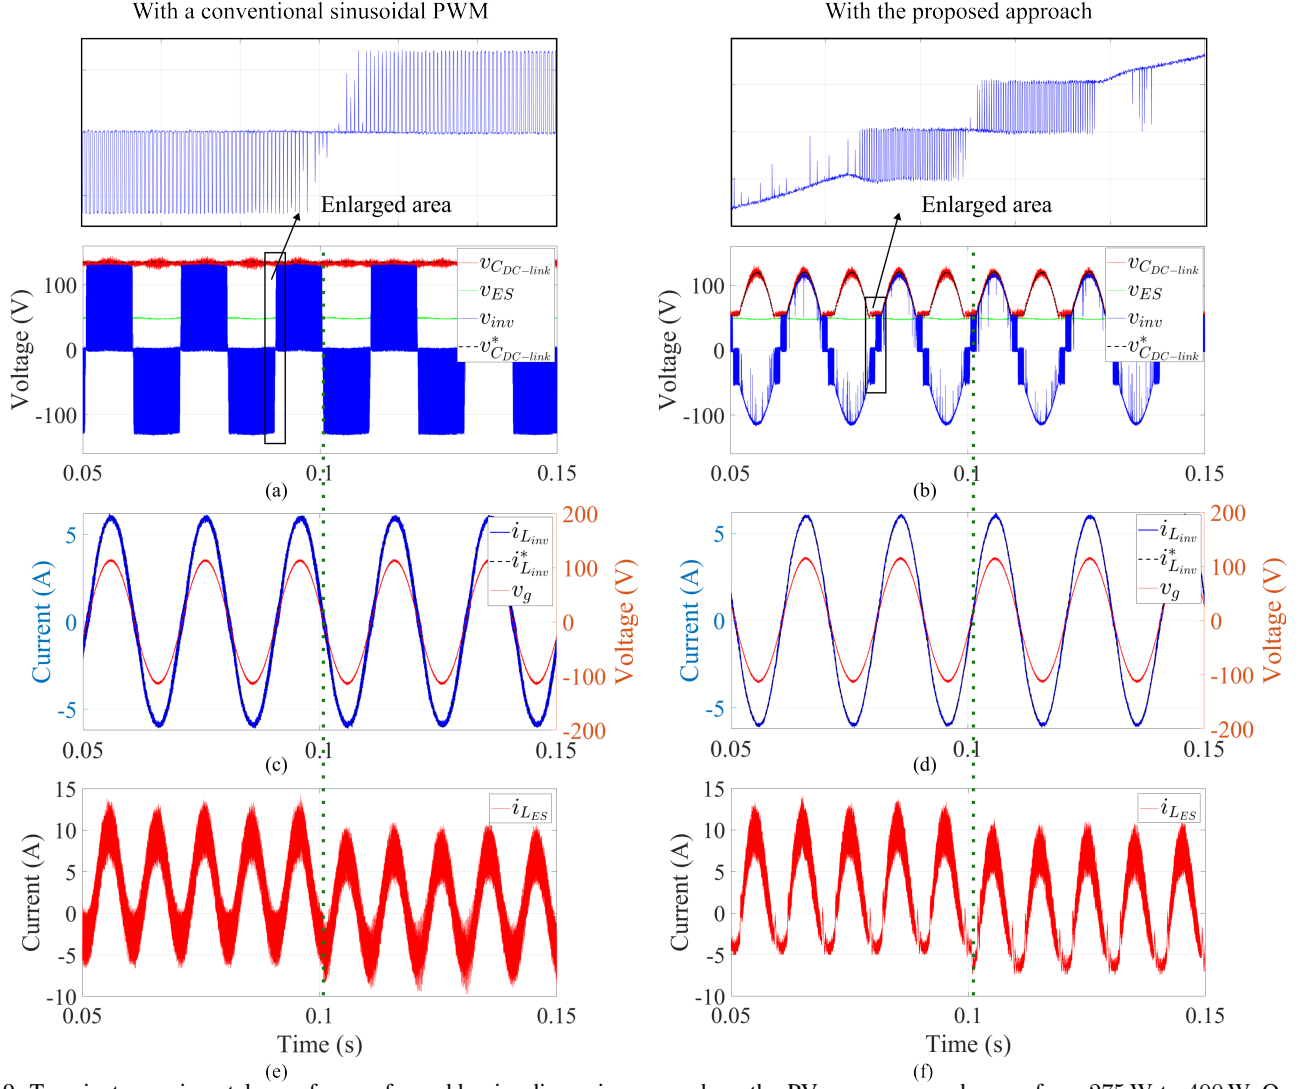 With a conventional sinusoidal PWM
With the proposed approach
Enlarged area
Enlarged area
Voltage (V)
100
0
-100
v_{C_{DC-link}}
v_{ES}
v_{inv}
v^*_{C_{DC-link}}
0.05
0.1
0.15
(a)
Voltage (V)
100
0
-100
v_{C_{DC-link}}
v_{ES}
v_{inv}
v^*_{C_{DC-link}}
0.05
0.1
0.15
(b)
Current (A)
5
0
-5
i_{L_{inv}}
i^*_{L_{inv}}
v_g
200
100
0
-100
-200
Voltage (V)
0.05
0.1
0.15
(c)
Current (A)
5
0
-5
i_{L_{inv}}
i^*_{L_{inv}}
v_g
200
100
0
-100
-200
Voltage (V)
0.05
0.1
0.15
(d)
Current (A)
15
10
5
0
-5
-10
i_{L_{ES}}
0.05
0.1
0.15
Time (s)
(e)
Current (A)
15
10
5
0
-5
-10
i_{L_{ES}}
0.05
0.1
0.15
Time (s)
(f)